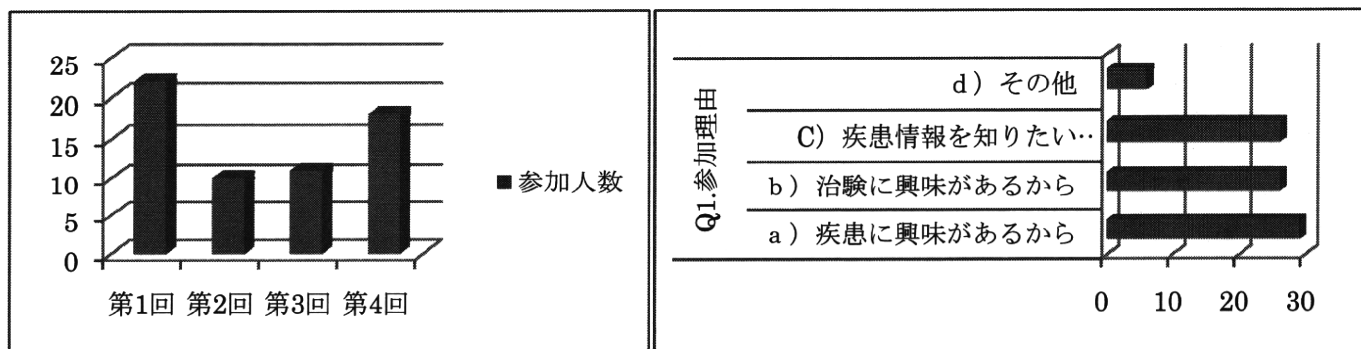 25
20
15
10
5
0
第1回 第2回 第3回 第4回
■参加人数
Q1.参加理由
d）その他
C）疾患情報を知りたい‥
b）治験に興味があるから
a）疾患に興味があるから
0 10 20 30